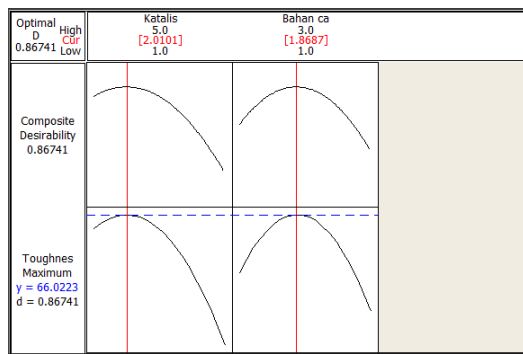 Optimal
D
0.86741
High
Cur
Low
Katalis
5.0
[2.0101]
1.0
Bahan ca
3.0
[1.8687]
1.0
Composite
Desirability
0.86741
Toughnes
Maximum
y = 66.0223
d = 0.86741